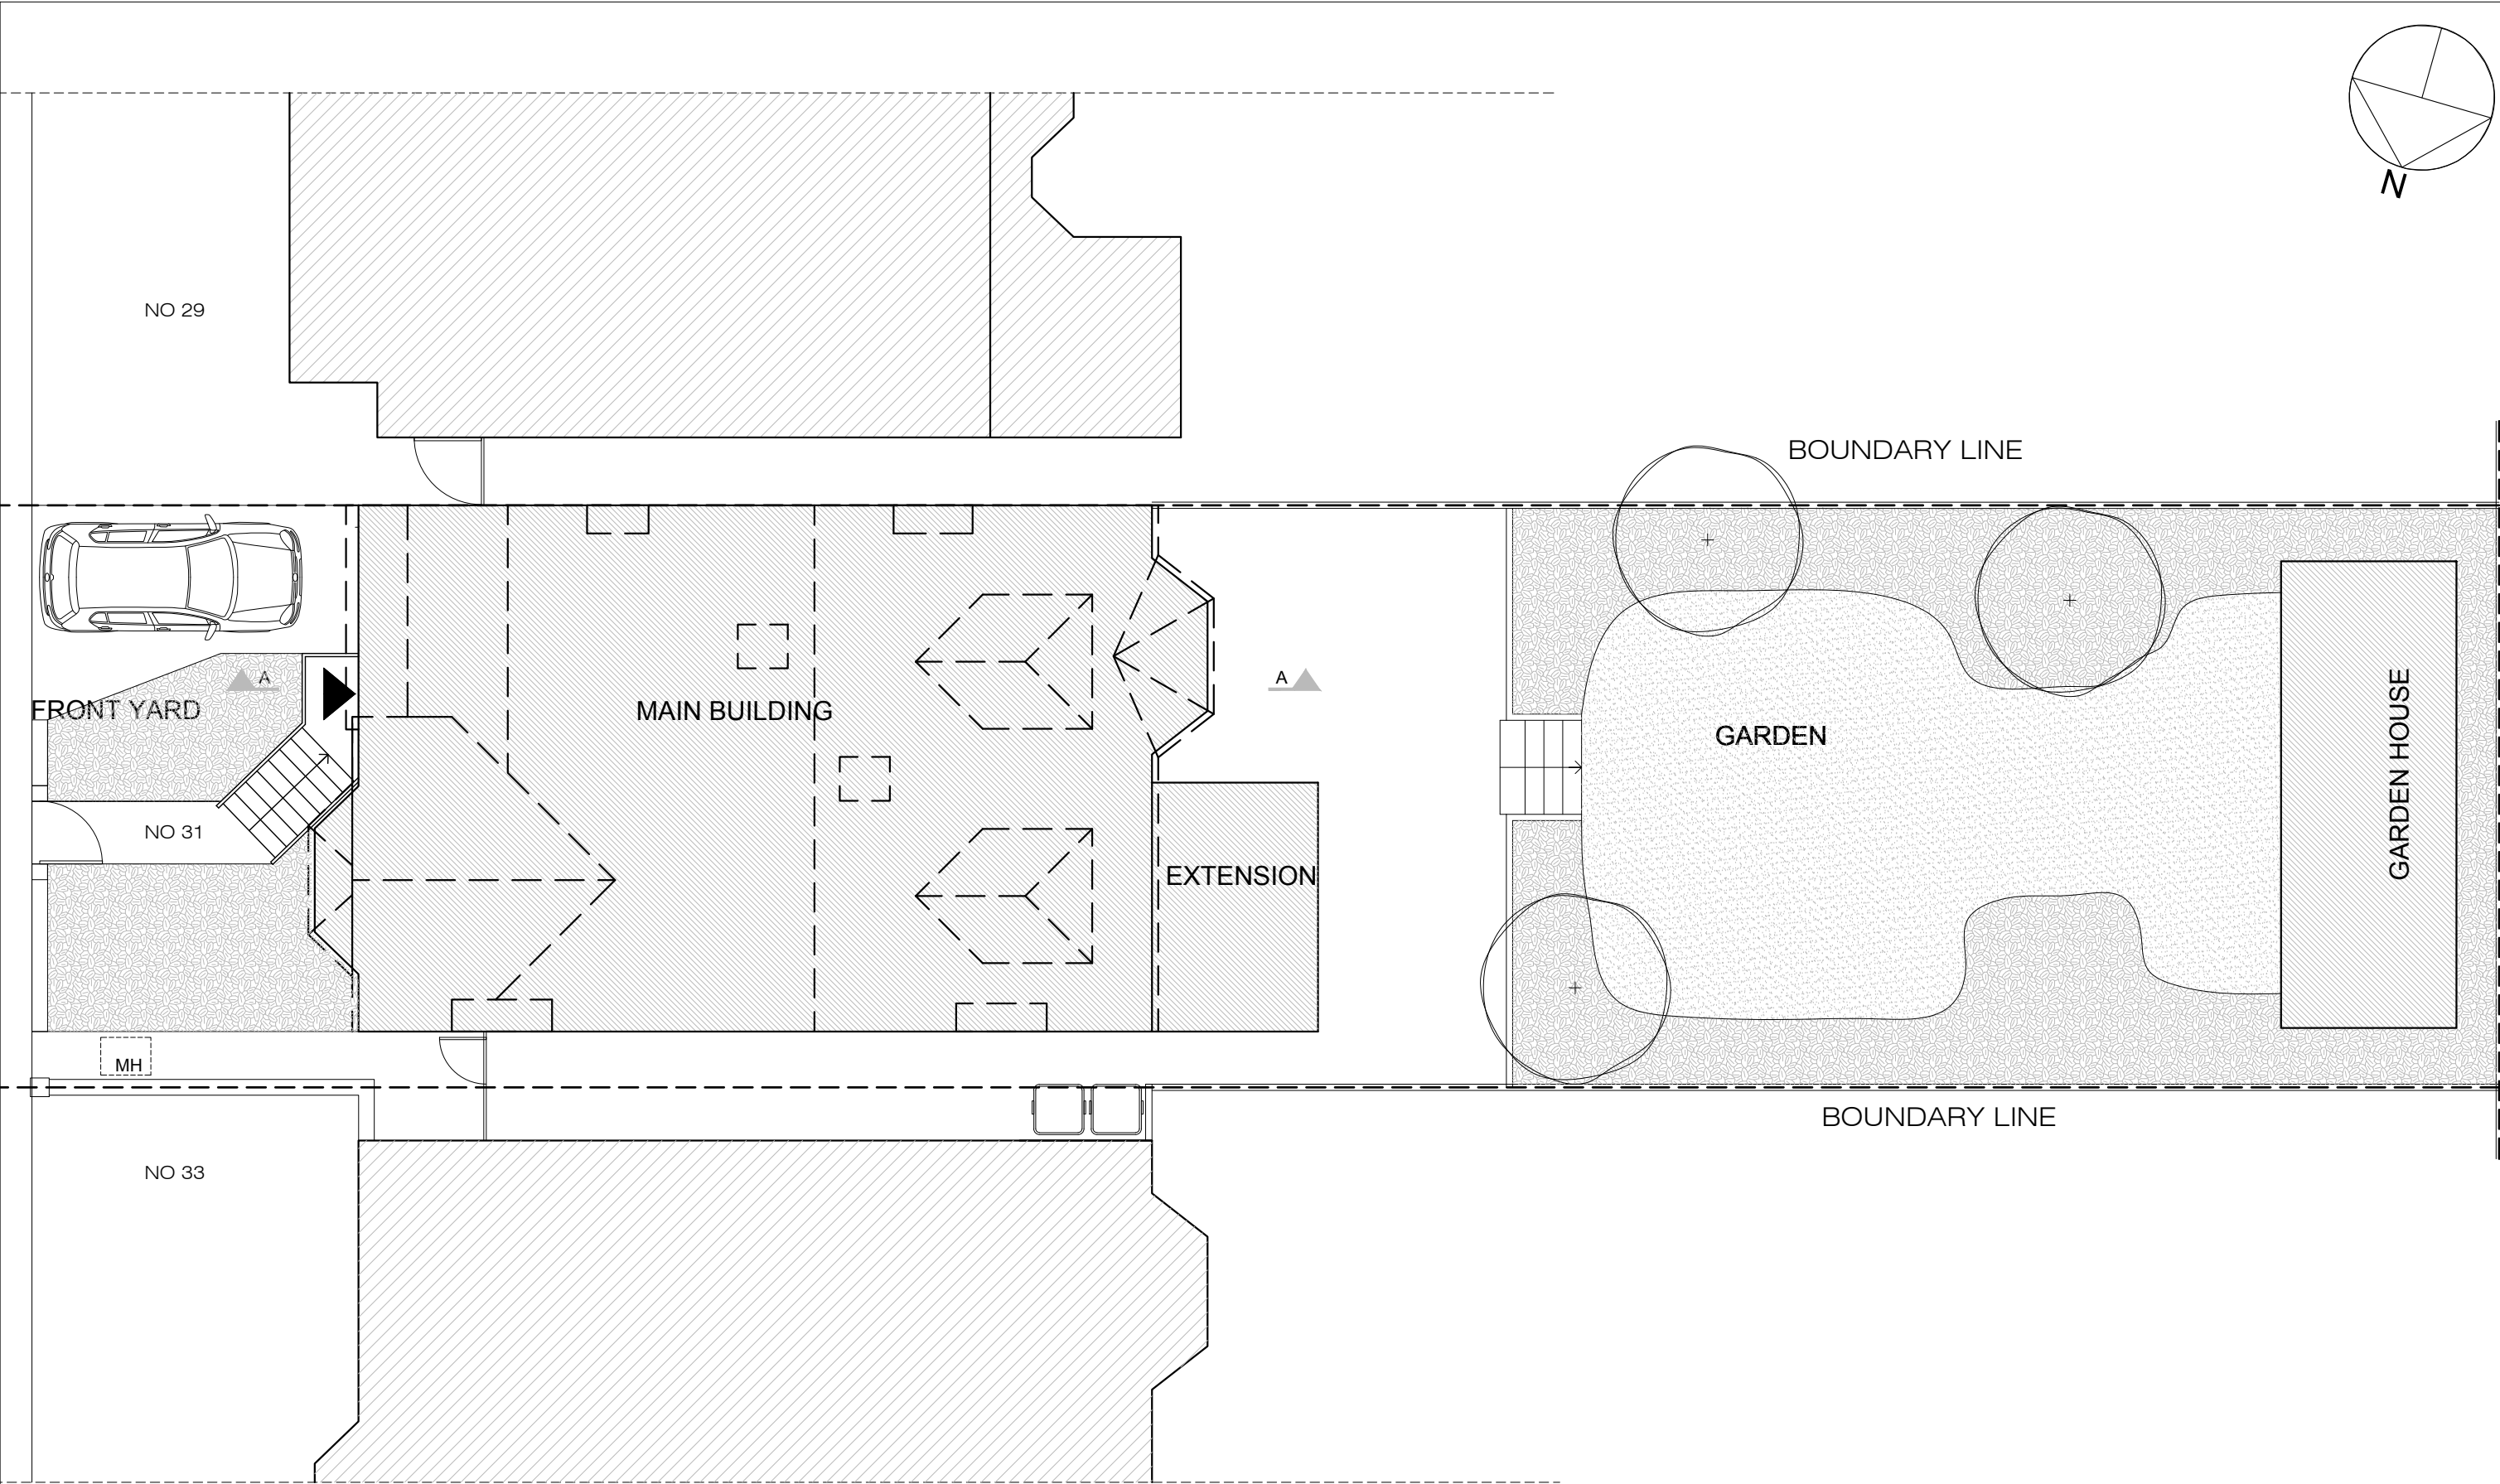 N
NO 29
BOUNDARY LINE
A
A
FRONT YARD
MAIN BUILDING
GARDEN
GARDEN HOUSE
NO 31
EXTENSION
MH
BOUNDARY LINE
NO 33